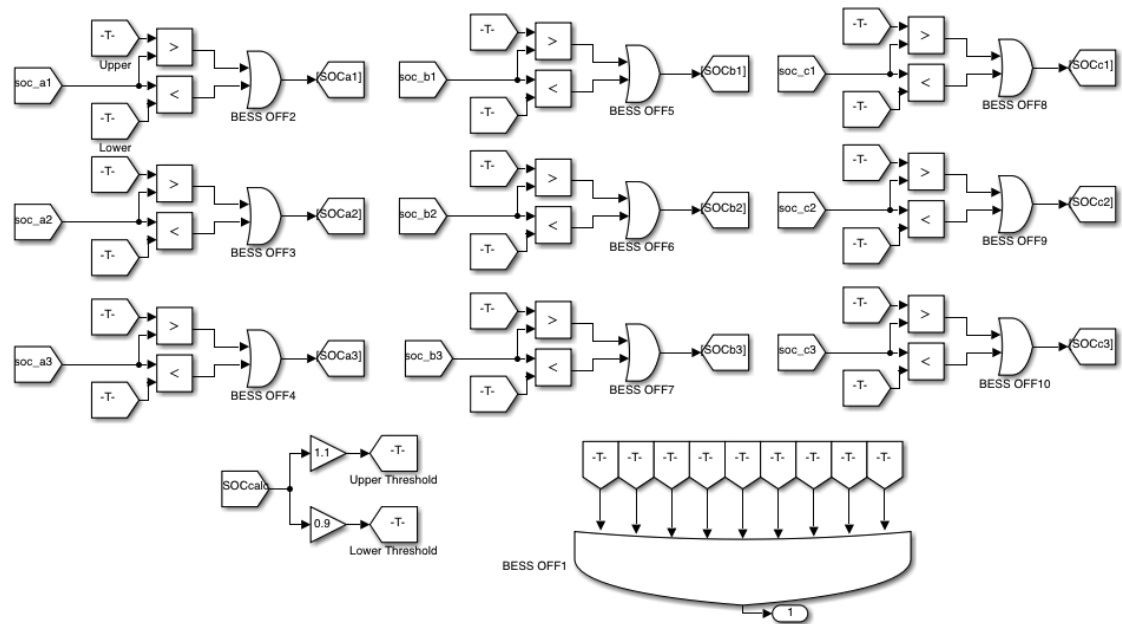 -T-
Upper
>
soc_a1
<
-T-
Lower
BESS OFF2
[SOCa1]
-T-
>
soc_b1
<
-T-
BESS OFF5
[SOCb1]
-T-
>
soc_c1
<
-T-
BESS OFF8
[SOCc1]
-T-
>
soc_a2
<
-T-
BESS OFF3
[SOCa2]
-T-
>
soc_b2
<
-T-
BESS OFF6
[SOCb2]
-T-
>
soc_c2
<
-T-
BESS OFF9
[SOCc2]
-T-
>
soc_a3
<
-T-
BESS OFF4
[SOCa3]
-T-
>
soc_b3
<
-T-
BESS OFF7
[SOCb3]
-T-
>
soc_c3
<
-T-
BESS OFF10
[SOCc3]
SOCcalc
1.1
-T-
Upper Threshold
0.9
-T-
Lower Threshold
-T- -T- -T- -T- -T- -T- -T- -T- -T-
BESS OFF1
1